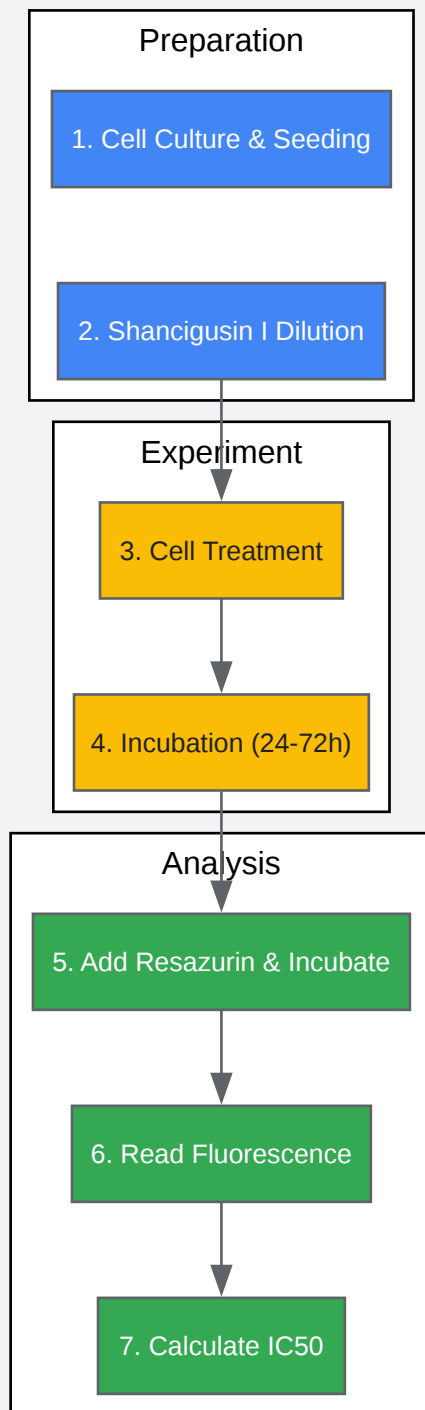 Preparation
1. Cell Culture & Seeding
2. Shancigusin I Dilution
Experiment
3. Cell Treatment
4. Incubation (24-72h)
Analysis
5. Add Resazurin & Incubate
6. Read Fluorescence
7. Calculate IC50